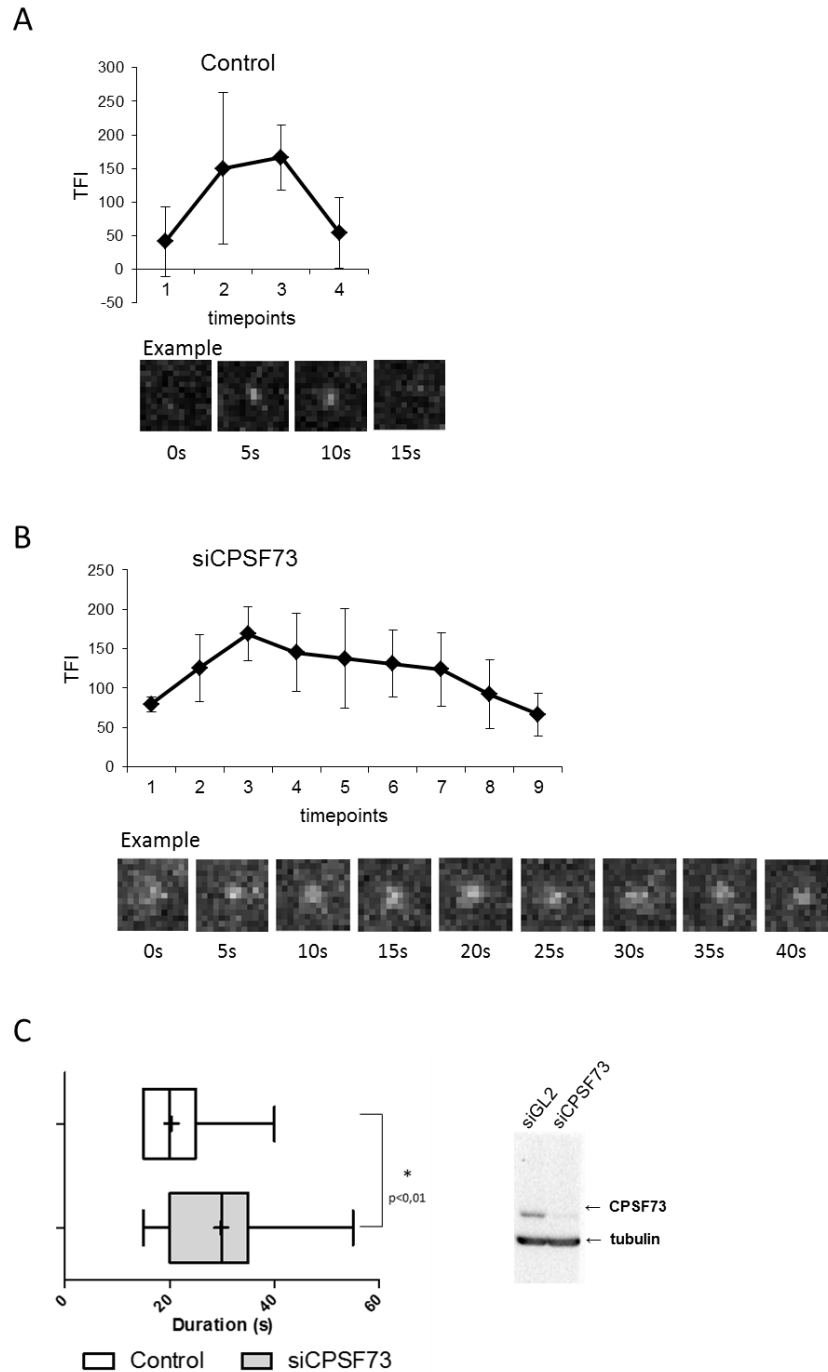 A
Control
300
250
200
150
100
50
0
-50
TFI
1 2 3 4
timepoints
Example
0s 5s 10s 15s
B
siCPSF73
250
200
150
100
50
0
TFI
1 2 3 4 5 6 7 8 9
timepoints
Example
0s 5s 10s 15s 20s 25s 30s 35s 40s
C
*
p<0,01
0 20 40 60
Duration (s)
Control siCPSF73
siGL2 siCPSF73
← CPSF73
← tubulin